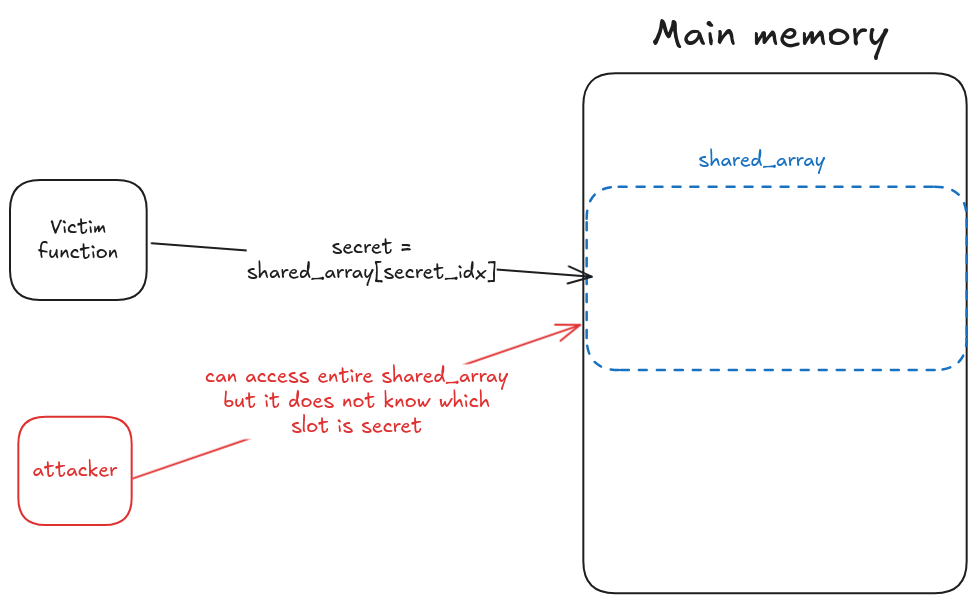 Main memory
shared_array
Victim
function
secret =
shared_array[secret_idx]
can access entire shared_array
but it does not know which
slot is secret
attacker